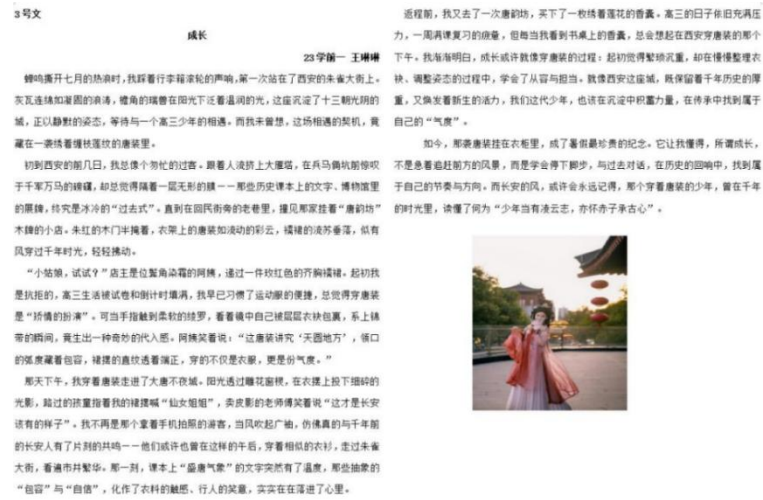 3号文
成长
23学前一 王琳琳
蝉鸣撕开七月的热浪时，我踩着行李箱滚轮的声响，第一次站在了西安的朱雀大街上。
灰瓦连绵如凝固的浪涛，檐角的瑞兽在阳光下泛着温润的光，这座沉淀了十三朝光阴的
城，正以静默的姿态，等待与一个高三少年的相遇。而我未曾想，这场相遇的契机，竟
藏在一袭绣着缠枝莲纹的唐装里。
初到西安的前几日，我总像个匆忙的过客。跟着人流挤上大雁塔，在兵马俑坑前惊叹
于千军万马的磅礴，却总觉得隔着一层无形的膜——那些历史课本上的文字、博物馆里
的展牌，终究是冰冷的“过去式”。直到在回民街旁的老巷里，撞见那家挂着“唐韵坊”
木牌的小店。朱红的木门半掩着，衣架上的唐装如流动的彩云，襦裙的流苏垂落，似有
风穿过千年时光，轻轻拂动。
“小姑娘，试试？”店主是位鬓角染霜的阿姨，递过一件玫红色的齐胸襦裙。起初我
是抗拒的，高三生活被试卷和倒计时填满，我早已习惯了运动服的便捷，总觉得穿唐装
是“矫情的扮演”。可当手指触到柔软的绫罗，看着镜中自己被层层衣袂包裹，系上锦
带的瞬间，竟生出一种奇妙的代入感。阿姨笑着说：“这唐装讲究‘天圆地方’，领口
的弧度藏着包容，裙摆的直纹透着端正，穿的不仅是衣服，更是份气度。”
那天下午，我穿着唐装走进了大唐不夜城。阳光透过雕花窗棂，在衣摆上投下细碎的
光影，路过的孩童指着我的裙摆喊“仙女姐姐”，卖皮影的老师傅笑着说“这才是长安
该有的样子”。我不再是那个拿着手机拍照的游客，当风吹起广袖，仿佛真的与千年前
的长安人有了片刻的共鸣——他们或许也曾在这样的午后，穿着相似的衣衫，走过朱雀
大街，看遍市井繁华。那一刻，课本上“盛唐气象”的文字突然有了温度，那些抽象的
“包容”与“自信”，化作了衣料的触感、行人的笑意，实实在在落进了心里。
返程前，我又去了一次唐韵坊，买下了一枚绣着莲花的香囊。高三的日子依旧充满压
力，一周满课复习的疲惫，但每当我看到书桌上的香囊，总会想起在西安穿唐装的那个
下午。我渐渐明白，成长或许就像穿唐装的过程：起初觉得繁琐沉重，却在慢慢整理衣
袂、调整姿态的过程中，学会了从容与担当。就像西安这座城，既保留着千年历史的厚
重，又焕发着新生的活力，我们这代少年，也该在沉淀中积蓄力量，在传承中找到属于
自己的“气度”。
如今，那袭唐装挂在衣柜里，成了暑假最珍贵的纪念。它让我懂得，所谓成长，
不是急着追赶前方的风景，而是学会停下脚步，与过去对话，在历史的回响中，找到属
于自己的节奏与方向。而长安的风，或许会永远记得，那个穿着唐装的少年，曾在千年
的时光里，读懂了何为“少年当有凌云志，亦怀赤子承古心”。